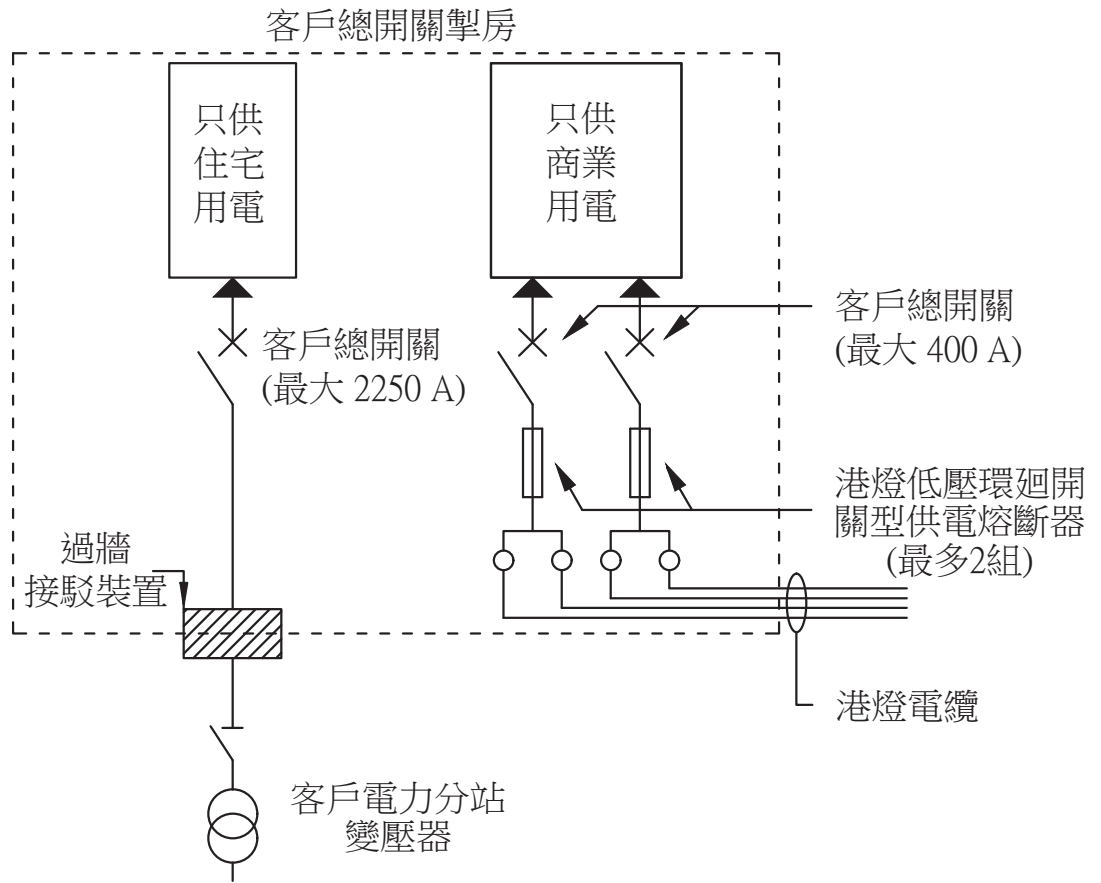 客戶總開關掣房
只供
住宅
用電
只供
商業
用電
客戶總開關
(最大 2250 A)
客戶總開關
(最大 400 A)
港燈低壓環迴開
關型供電熔斷器
(最多2組)
過牆
接駁裝置
港燈電纜
客戶電力分站
變壓器